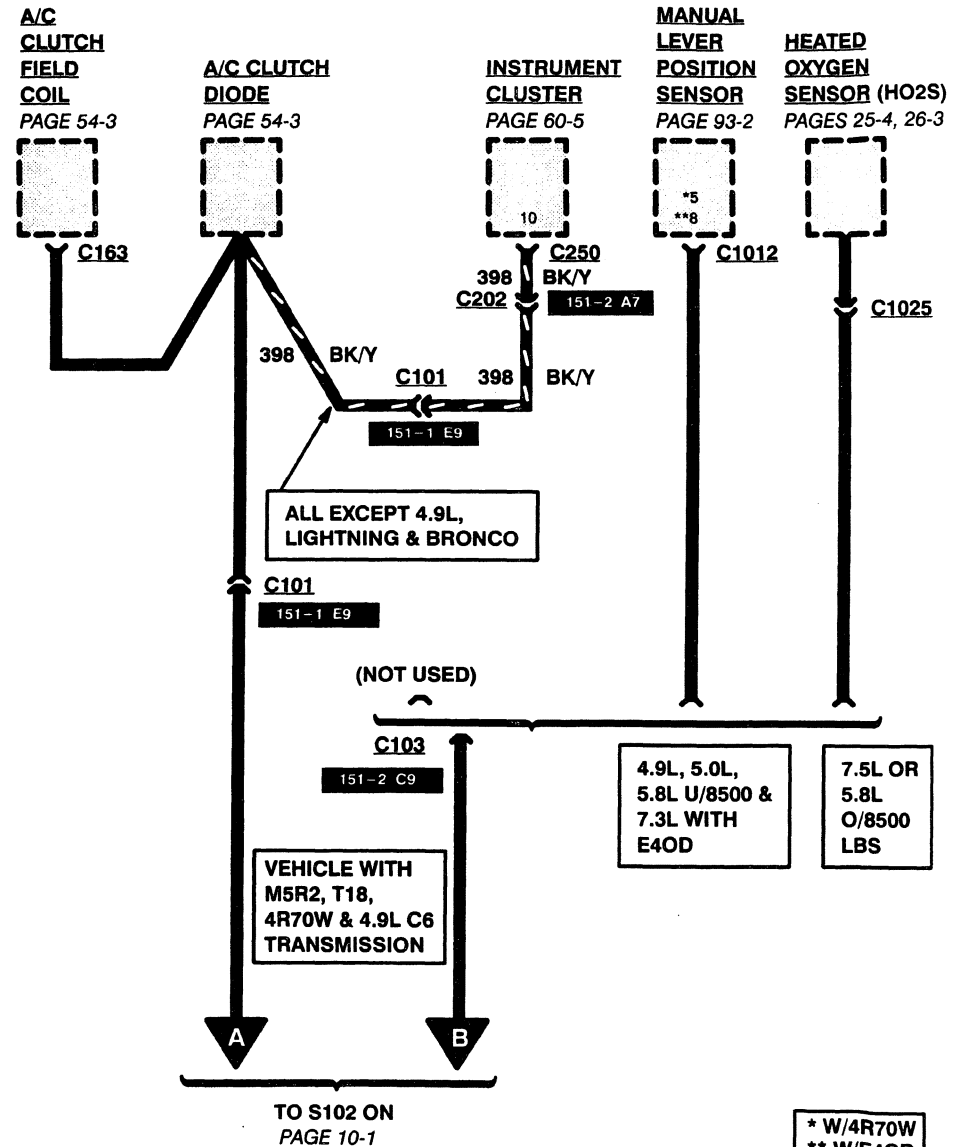 A/C
CLUTCH
FIELD
COIL
PAGE 54-3
A/C CLUTCH
DIODE
PAGE 54-3
INSTRUMENT
CLUSTER
PAGE 60-5
MANUAL
LEVER
POSITION
SENSOR
PAGE 93-2
HEATED
OXYGEN
SENSOR (HO2S)
PAGES 25-4, 26-3
10
*5
**8
C163
C250
C1012
398 BK/Y
C202
151-2 A7
C1025
398 BK/Y
C101
398 BK/Y
151-1 E9
ALL EXCEPT 4.9L,
LIGHTNING & BRONCO
C101
151-1 E9
(NOT USED)
C103
151-2 C9
4.9L, 5.0L,
5.8L U/8500 &
7.3L WITH
E4OD
7.5L OR
5.8L
O/8500
LBS
VEHICLE WITH
M5R2, T18,
4R70W & 4.9L C6
TRANSMISSION
A
B
TO S102 ON
PAGE 10-1
* W/4R70W
** W/E4OD